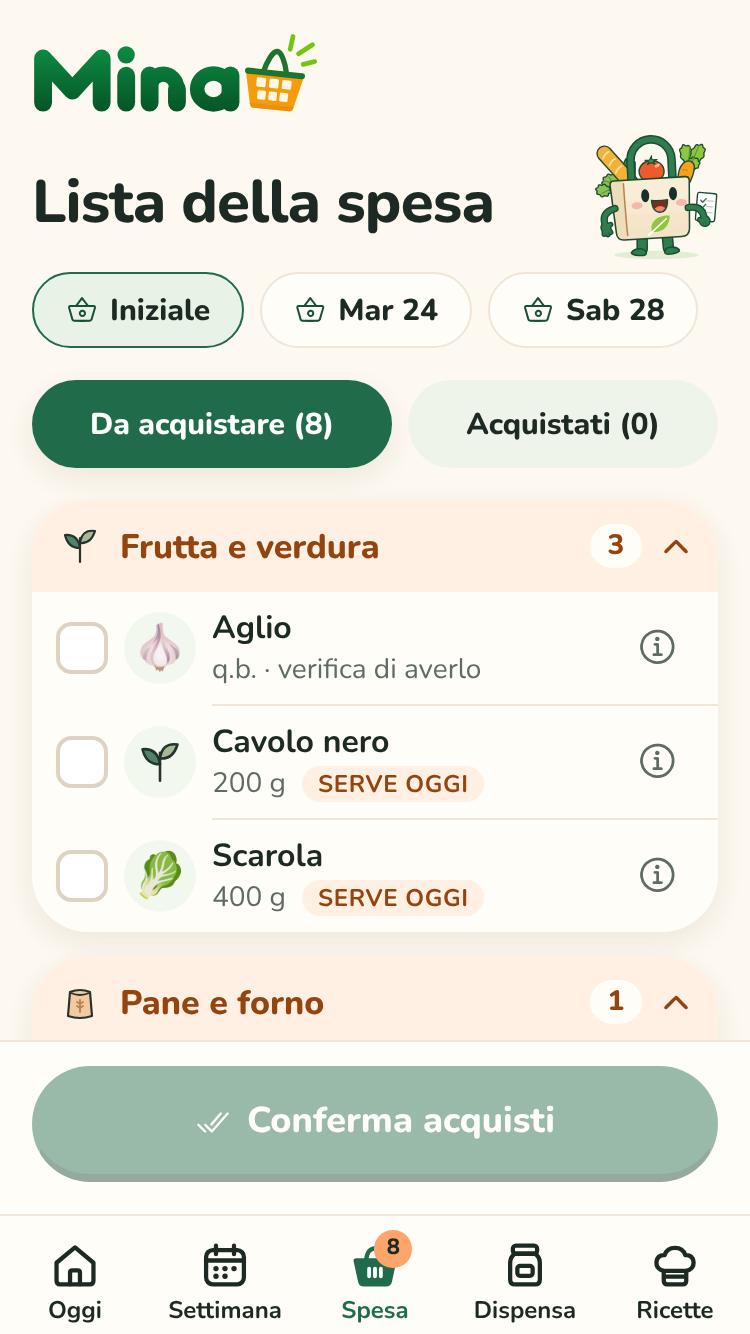 Mina
Lista della spesa
Iniziale
Mar 24
Sab 28
Da acquistare (8)
Acquistati (0)
Frutta e verdura
3
Aglio
q.b. · verifica di averlo
Cavolo nero
200 g SERVE OGGI
Scarola
400 g SERVE OGGI
Pane e forno
1
Conferma acquisti
8
Oggi
Settimana
Spesa
Dispensa
Ricette